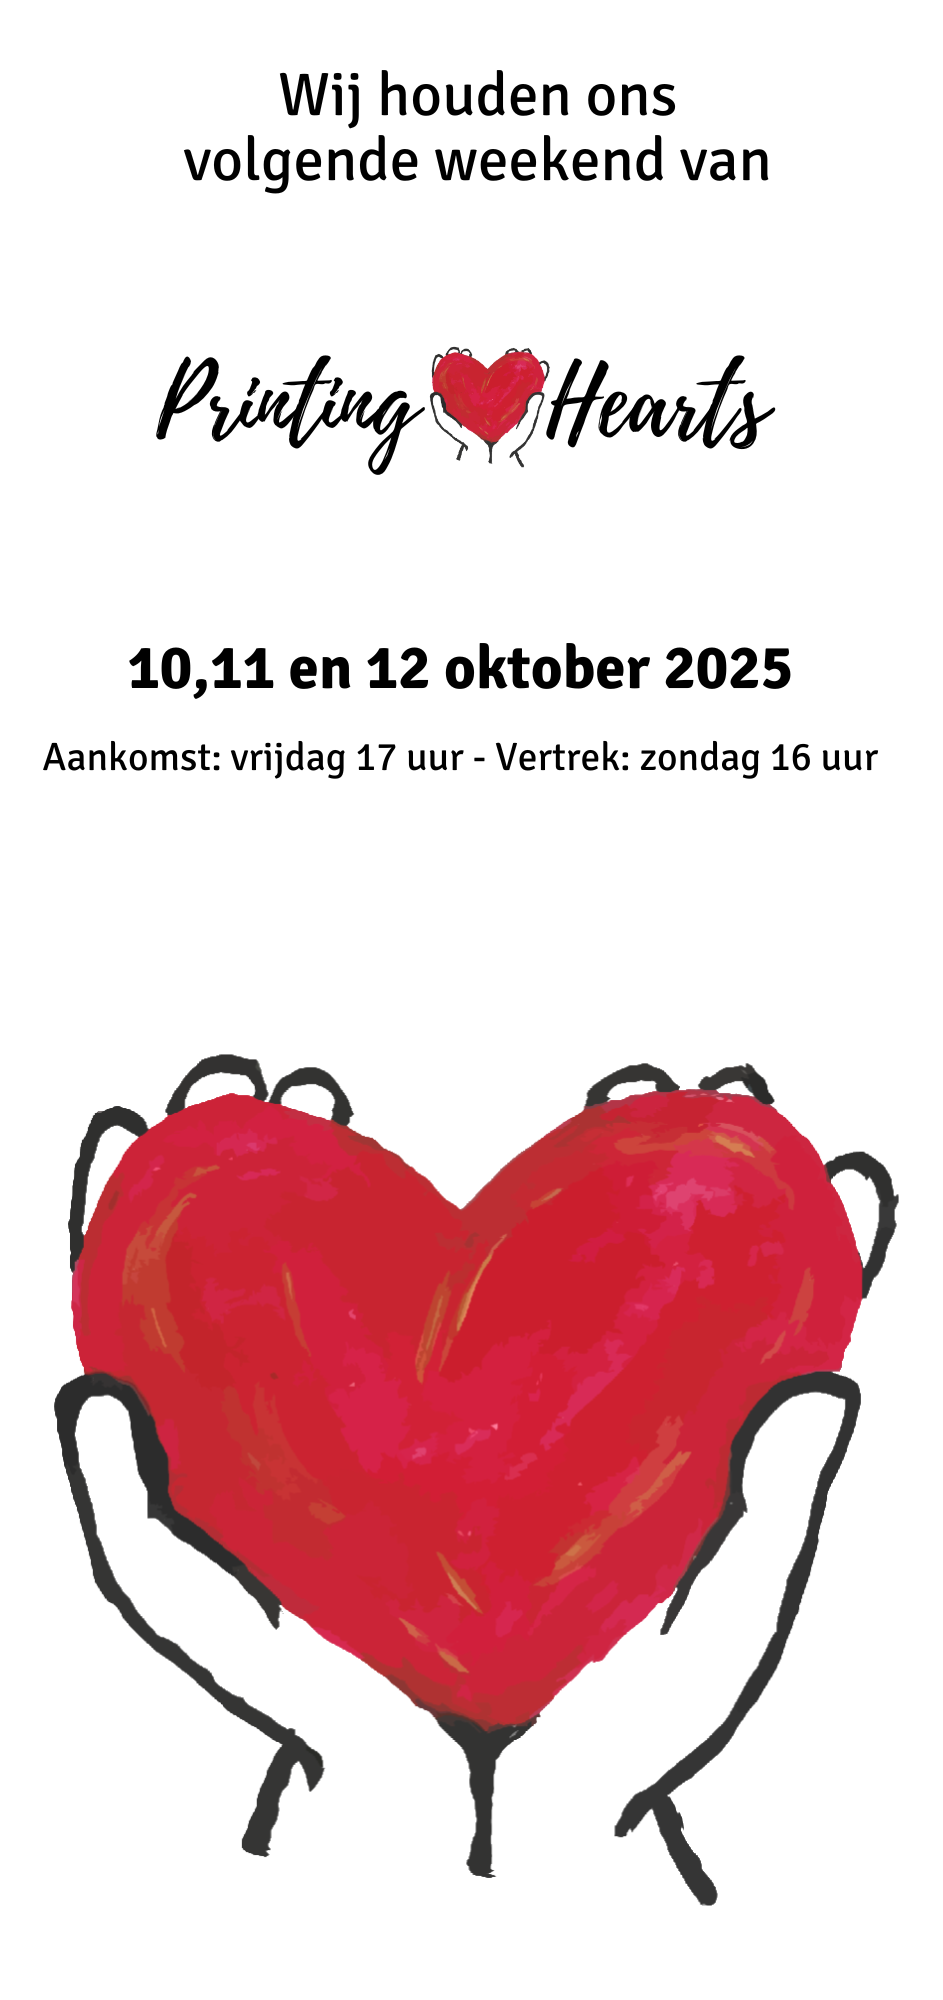 Wij houden ons
volgende weekend van
Printing Hearts
10,11 en 12 oktober 2025
Aankomst: vrijdag 17 uur - Vertrek: zondag 16 uur